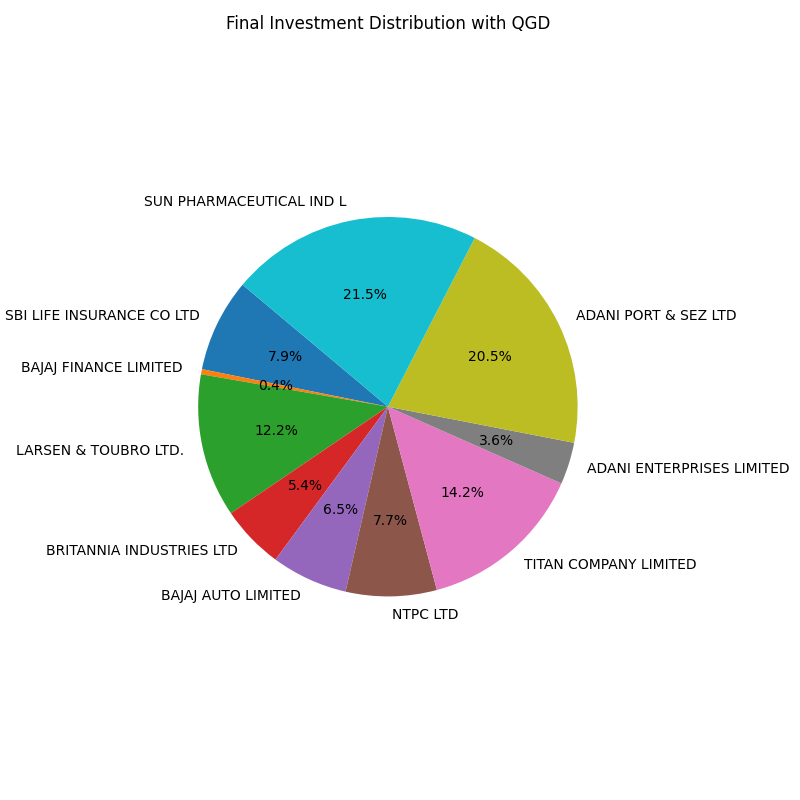 Final Investment Distribution with QGD
SUN PHARMACEUTICAL IND L
21.5%
SBI LIFE INSURANCE CO LTD
7.9%
BAJAJ FINANCE LIMITED
0.4%
LARSEN & TOUBRO LTD.
12.2%
BRITANNIA INDUSTRIES LTD
5.4%
BAJAJ AUTO LIMITED
6.5%
NTPC LTD
7.7%
TITAN COMPANY LIMITED
14.2%
ADANI ENTERPRISES LIMITED
3.6%
ADANI PORT & SEZ LTD
20.5%